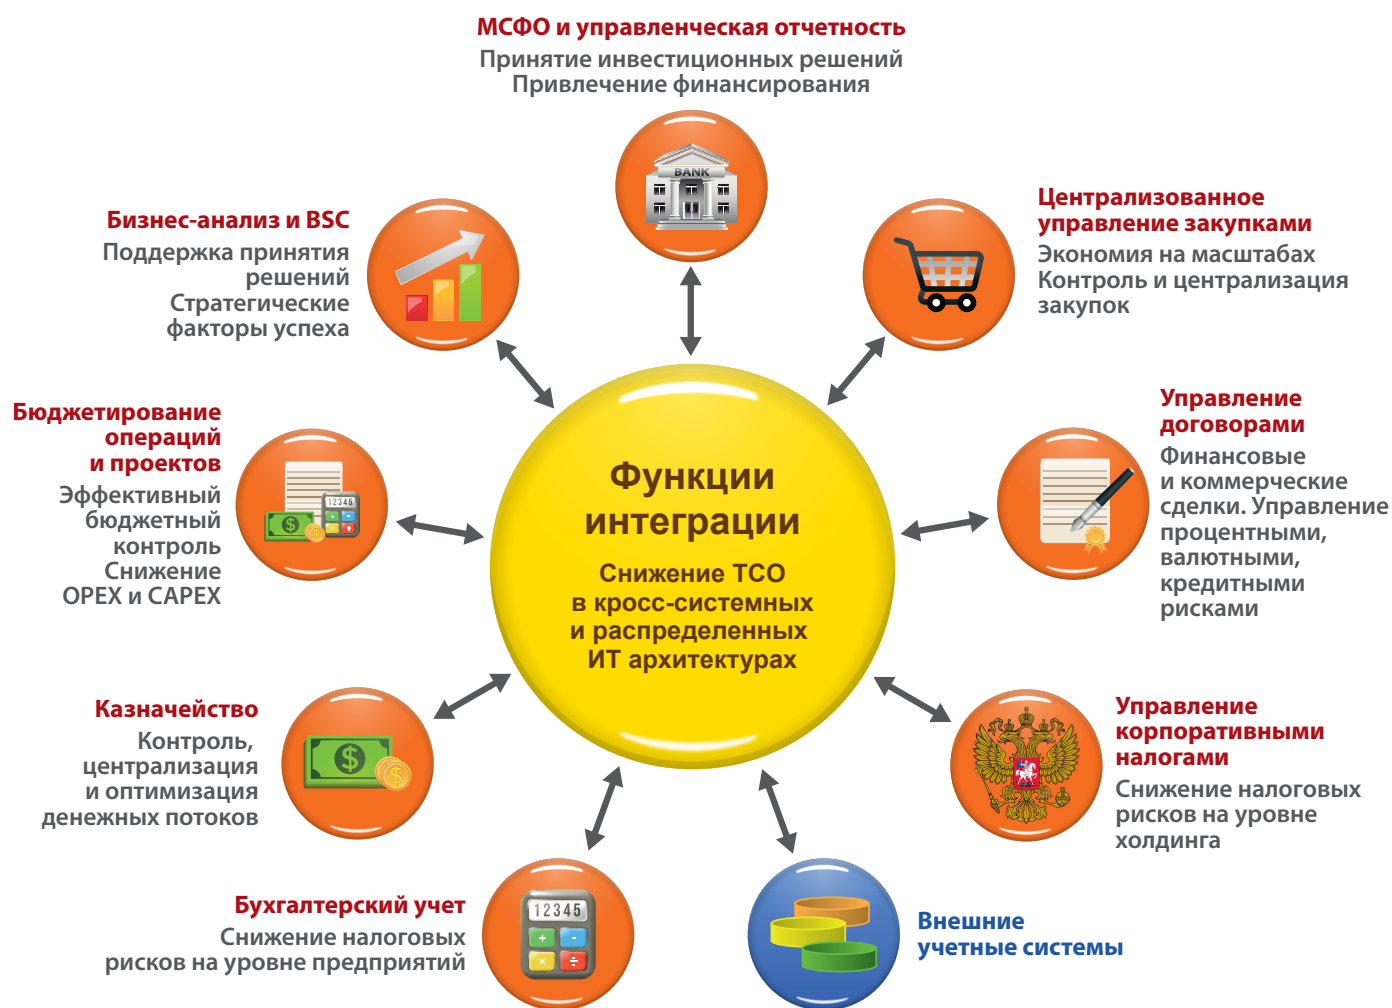 МСФО и управленческая отчетность
Принятие инвестиционных решений
Привлечение финансирования
BANK
Централизованное
управление закупками
Экономия на масштабах
Контроль и централизация
закупок
Бизнес-анализ и BSC
Поддержка принятия
решений
Стратегические
факторы успеха
Управление
договорами
Финансовые
и коммерческие
сделки. Управление
процентными,
валютными,
кредитными
рисками
Бюджетирование
операций
и проектов
Эффективный
бюджетный
контроль
Снижение
OPEX и CAPEX
12345
$
Функции
интеграции
Снижение ТСО
в кросс-системных
и распределенных
ИТ архитектурах
Казначейство
Контроль,
централизация
и оптимизация
денежных потоков
$
$
Управление
корпоративными
налогами
Снижение налоговых
рисков на уровне
холдинга
Бухгалтерский учет
Снижение налоговых
рисков на уровне предприятий
12345
+ -
× ÷
Внешние
учетные системы